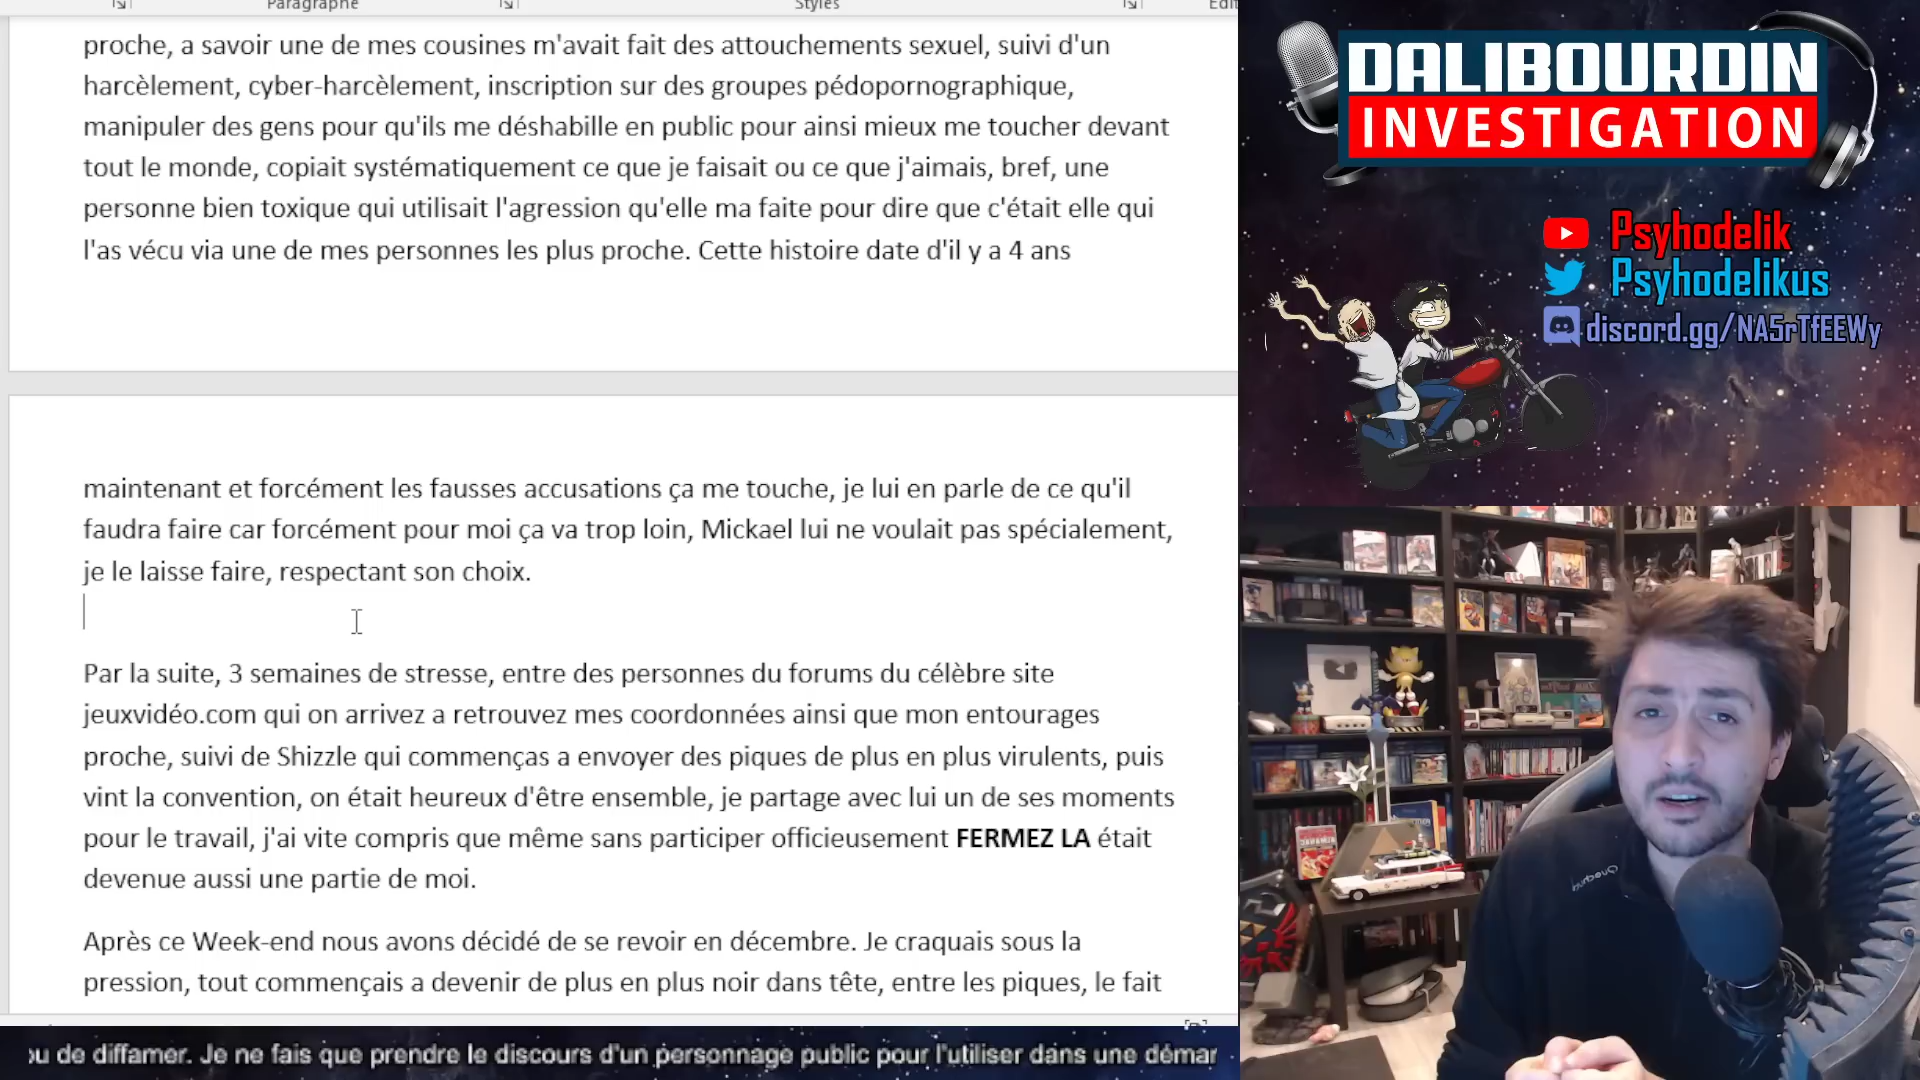 Paragraphe
Styles
proche, a savoir une de mes cousines m'avait fait des attouchements sexuel, suivi d'un
harcèlement, cyber-harcèlement, inscription sur des groupes pédopornographique,
manipuler des gens pour qu'ils me déshabille en public pour ainsi mieux me toucher devant
tout le monde, copiait systématiquement ce que je faisait ou ce que j'aimais, bref, une
personne bien toxique qui utilisait l'agression qu'elle ma faite pour dire que c'était elle qui
l'as vécu via une de mes personnes les plus proche. Cette histoire date d'il y a 4 ans
maintenant et forcément les fausses accusations ça me touche, je lui en parle de ce qu'il
faudra faire car forcément pour moi ça va trop loin, Mickael lui ne voulait pas spécialement,
je le laisse faire, respectant son choix.
Par la suite, 3 semaines de stresse, entre des personnes du forums du célèbre site
jeuxvidéo.com qui on arrivez a retrouvez mes coordonnées ainsi que mon entourages
proche, suivi de Shizzle qui commenças a envoyer des piques de plus en plus virulents, puis
vint la convention, on était heureux d'être ensemble, je partage avec lui un de ses moments
pour le travail, j'ai vite compris que même sans participer officieusement FERMEZ LA était
devenue aussi une partie de moi.
Après ce Week-end nous avons décidé de se revoir en décembre. Je craquais sous la
pression, tout commençais a devenir de plus en plus noir dans tête, entre les piques, le fait
ou de diffamer. Je ne fais que prendre le discours d'un personnage public pour l'utiliser dans une démar
DALIBOURDIN
INVESTIGATION
Psyhodelik
Psyhodelikus
discord.gg/NA5rTfEEWy